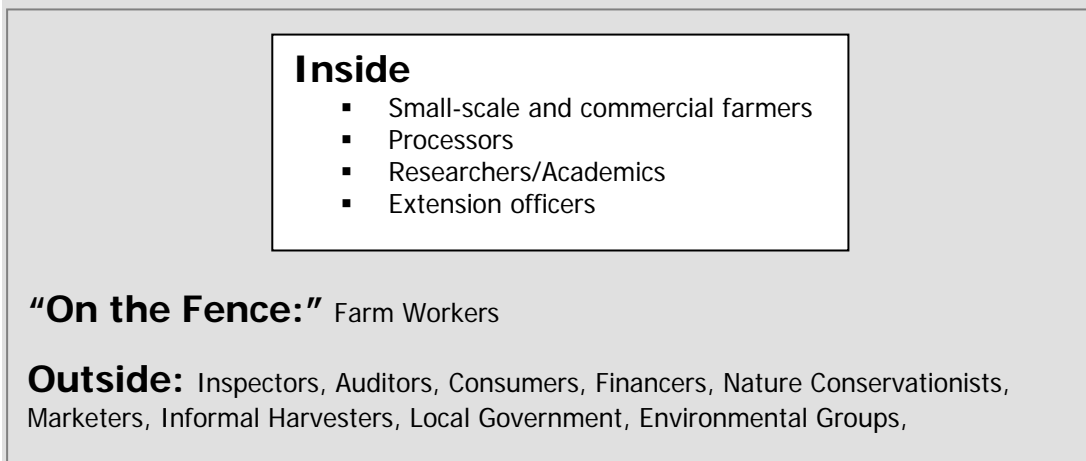 Inside
▪ Small-scale and commercial farmers
▪ Processors
▪ Researchers/Academics
▪ Extension officers
“On the Fence:” Farm Workers
Outside: Inspectors, Auditors, Consumers, Financers, Nature Conservationists,
Marketers, Informal Harvesters, Local Government, Environmental Groups,